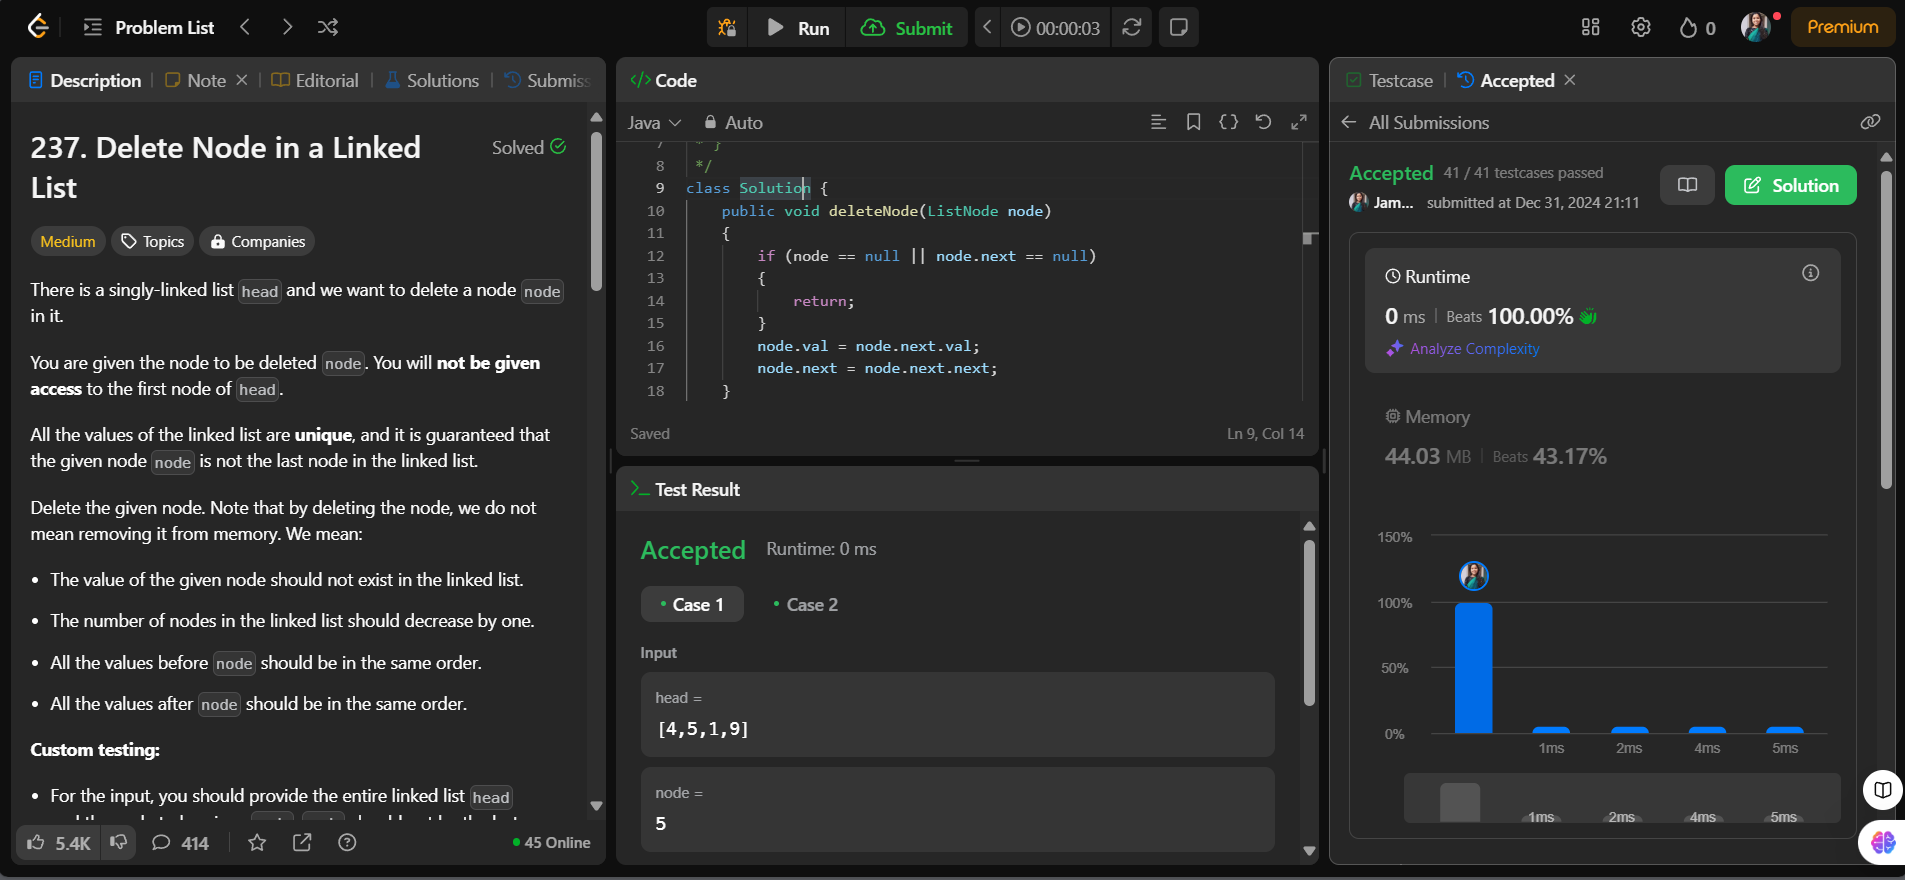 Problem List
Run
Submit
00:00:03
0
Premium
Description
Note
Editorial
Solutions
Submiss
237. Delete Node in a Linked
List
Solved
Medium
Topics
Companies
There is a singly-linked list head and we want to delete a node node
in it.
You are given the node to be deleted node. You will not be given
access to the first node of head.
All the values of the linked list are unique, and it is guaranteed that
the given node node is not the last node in the linked list.
Delete the given node. Note that by deleting the node, we do not
mean removing it from memory. We mean:
• The value of the given node should not exist in the linked list.
• The number of nodes in the linked list should decrease by one.
• All the values before node should be in the same order.
• All the values after node should be in the same order.
Custom testing:
• For the input, you should provide the entire linked list head
5.4K
414
45 Online
Code
Java
Auto
7 * }
8 */
9 class Solution {
10 public void deleteNode(ListNode node)
11 {
12 if (node == null || node.next == null)
13 {
14 return;
15 }
16 node.val = node.next.val;
17 node.next = node.next.next;
18 }
Saved
Ln 9, Col 14
Test Result
Accepted Runtime: 0 ms
• Case 1
• Case 2
Input
head =
[4,5,1,9]
node =
5
Testcase
Accepted
All Submissions
Accepted 41 / 41 testcases passed
Jam... submitted at Dec 31, 2024 21:11
Solution
Runtime
0 ms | Beats 100.00%
Analyze Complexity
Memory
44.03 MB | Beats 43.17%
150%
100%
50%
0%
1ms 2ms 4ms 5ms
1ms 2ms 4ms 5ms